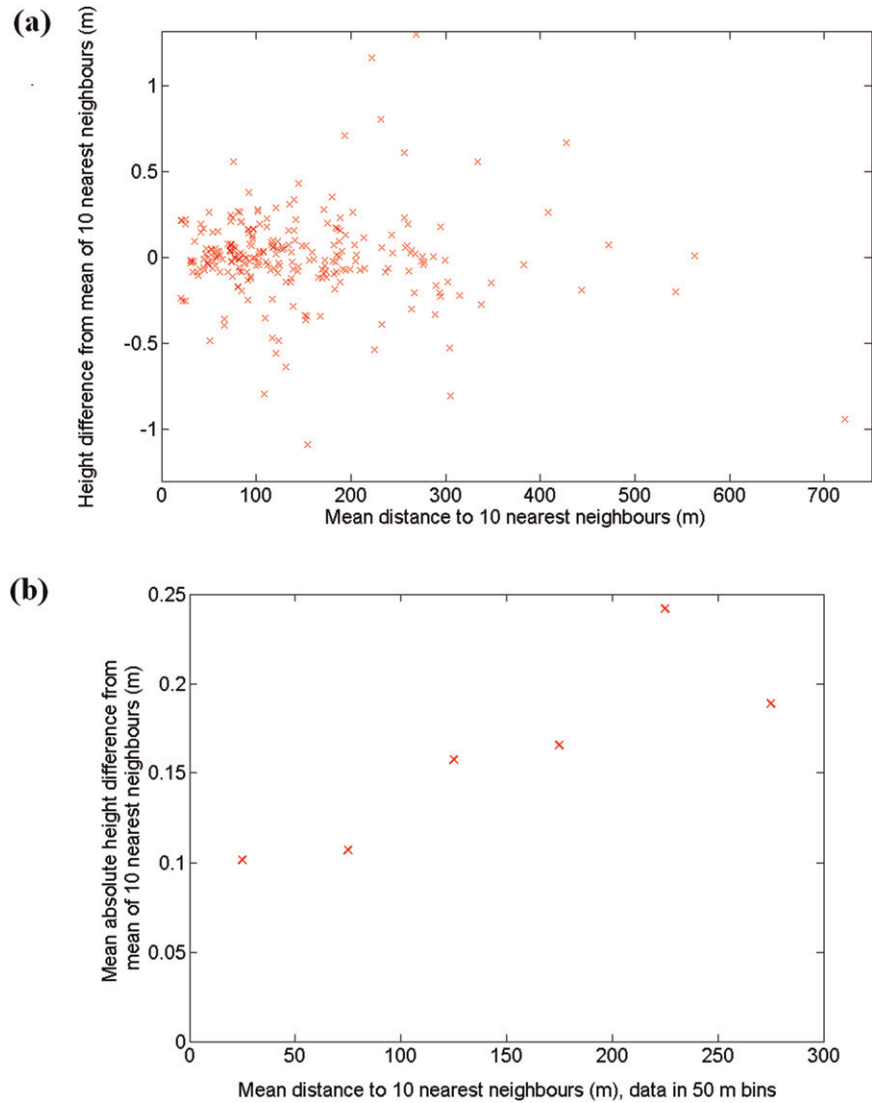 (a)
Height difference from mean of 10 nearest neighbours (m)
1
0.5
0
-0.5
-1
0 100 200 300 400 500 600 700
Mean distance to 10 nearest neighbours (m)
(b)
Mean absolute height difference from
mean of 10 nearest neighbours (m)
0.25
0.2
0.15
0.1
0.05
0
0 50 100 150 200 250 300
Mean distance to 10 nearest neighbours (m), data in 50 m bins